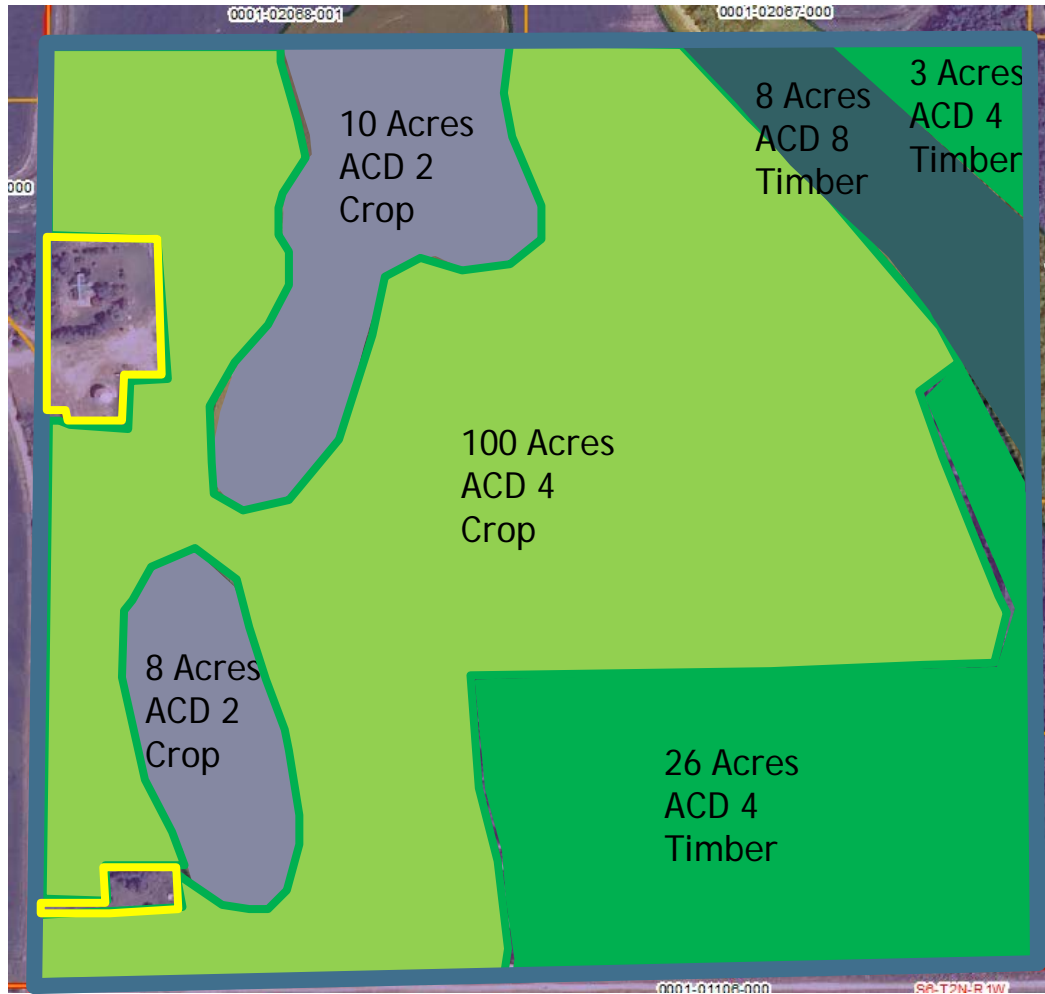 0001-02068-001
0001-02067-000
10 Acres
ACD 2
Crop
8 Acres
ACD 8
Timber
3 Acres
ACD 4
Timber
000
100 Acres
ACD 4
Crop
8 Acres
ACD 2
Crop
26 Acres
ACD 4
Timber
0001-01106-000
S6-T2N-R1W